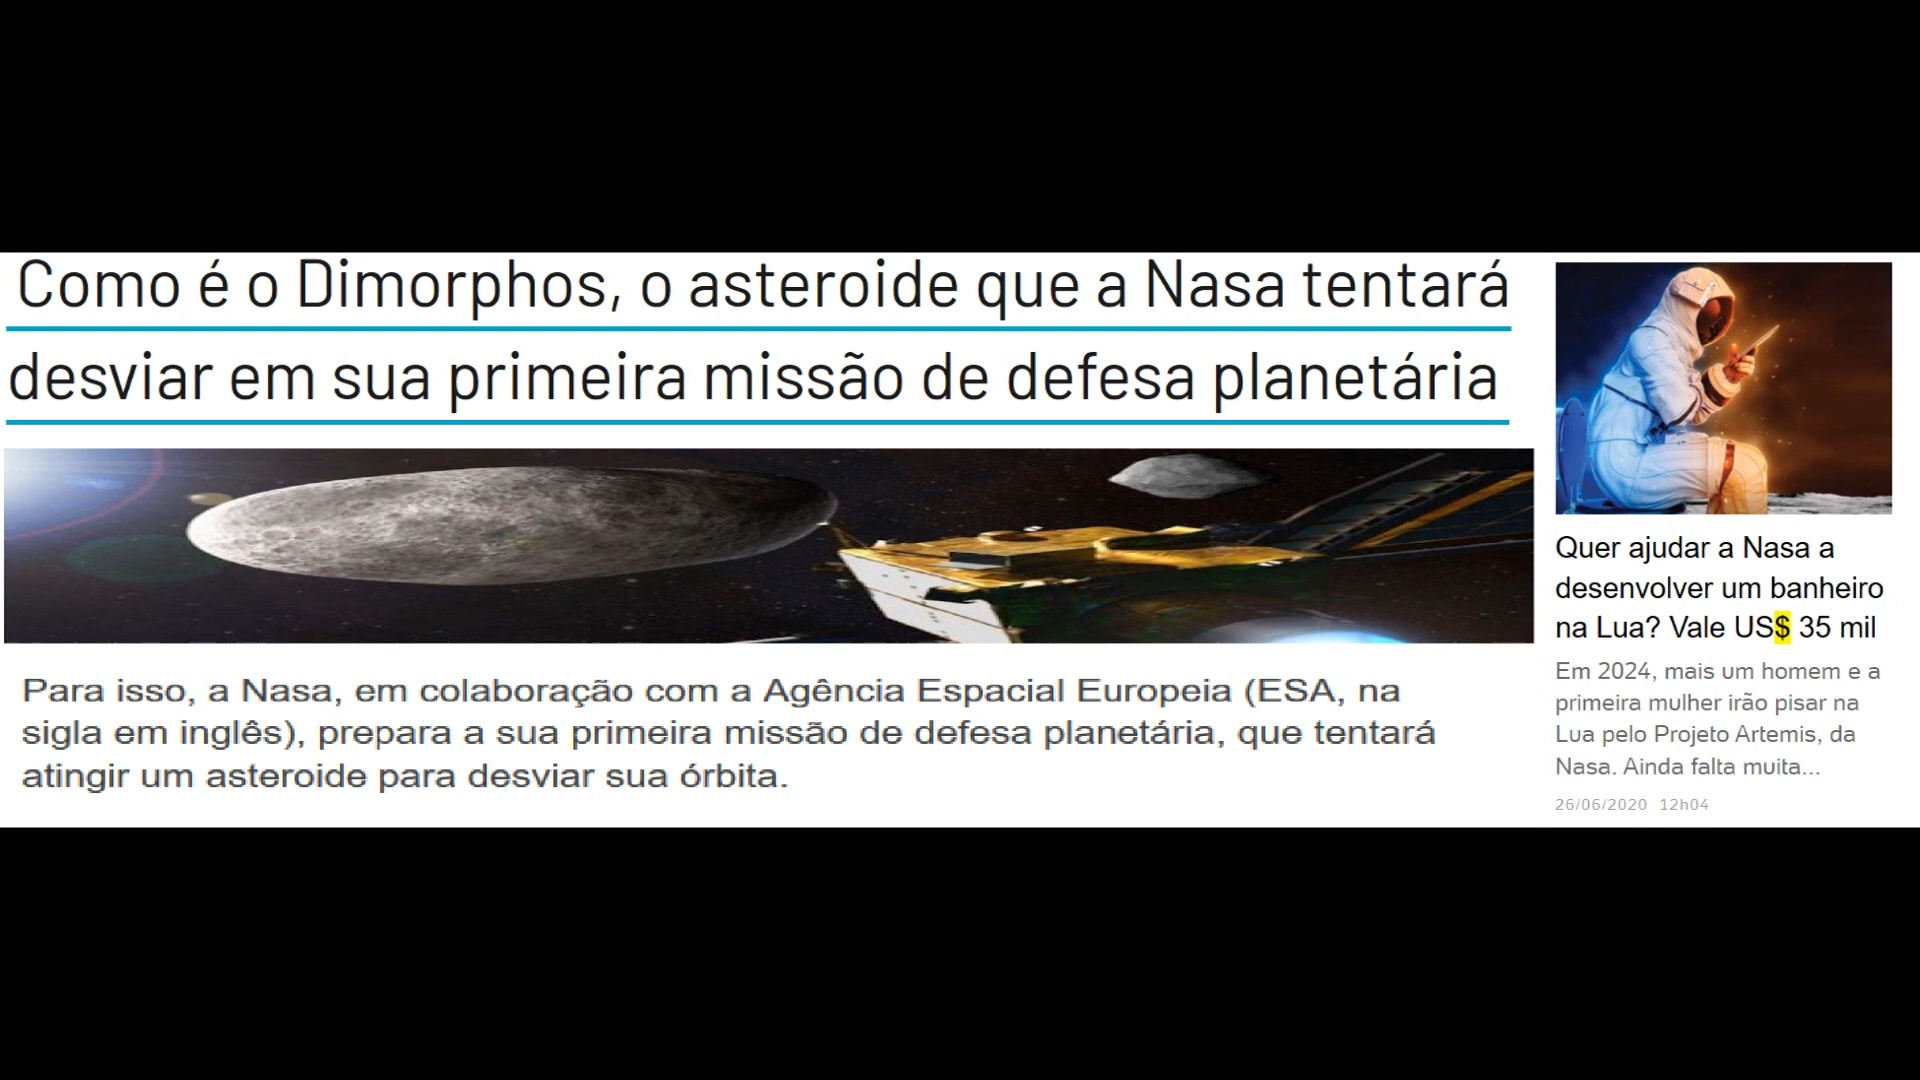 Como é o Dimorphos, o asteroide que a Nasa tentará
desviar em sua primeira missão de defesa planetária
Para isso, a Nasa, em colaboração com a Agência Espacial Europeia (ESA, na
sigla em inglês), prepara a sua primeira missão de defesa planetária, que tentará
atingir um asteroide para desviar sua órbita.
Quer ajudar a Nasa a
desenvolver um banheiro
na Lua? Vale US$ 35 mil
Em 2024, mais um homem e a
primeira mulher irão pisar na
Lua pelo Projeto Artemis, da
Nasa. Ainda falta muita...
26/06/2020 12h04